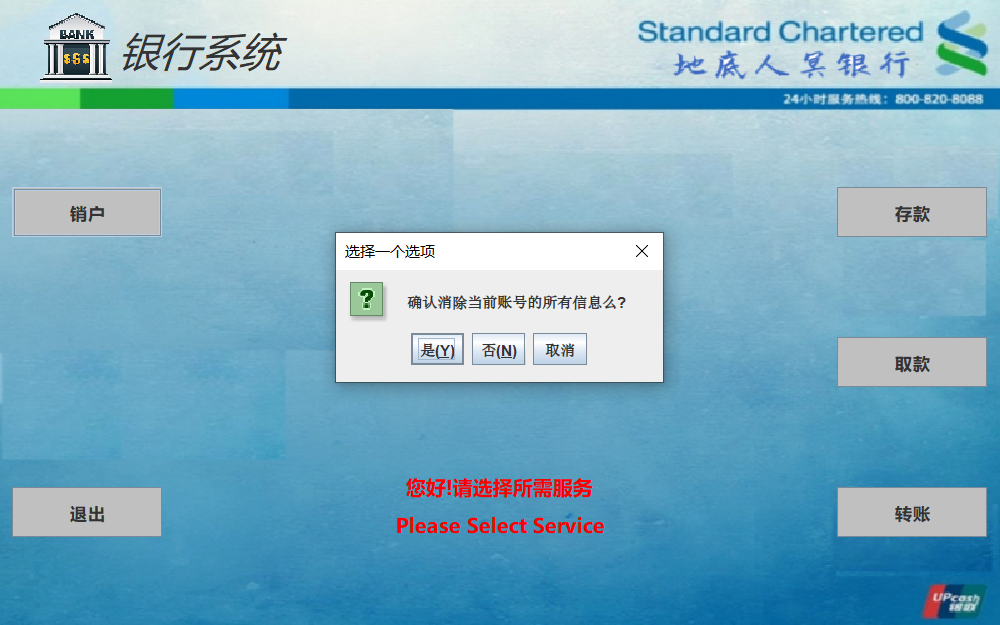 BANK
$$$
银行系统
Standard Chartered
地底人冥银行
24小时服务热线：800-820-8088
销户
存款
选择一个选项
?
确认消除当前账号的所有信息么?
是(Y) 否(N) 取消
取款
您好!请选择所需服务
Please Select Service
退出
转账
UPcash
银联